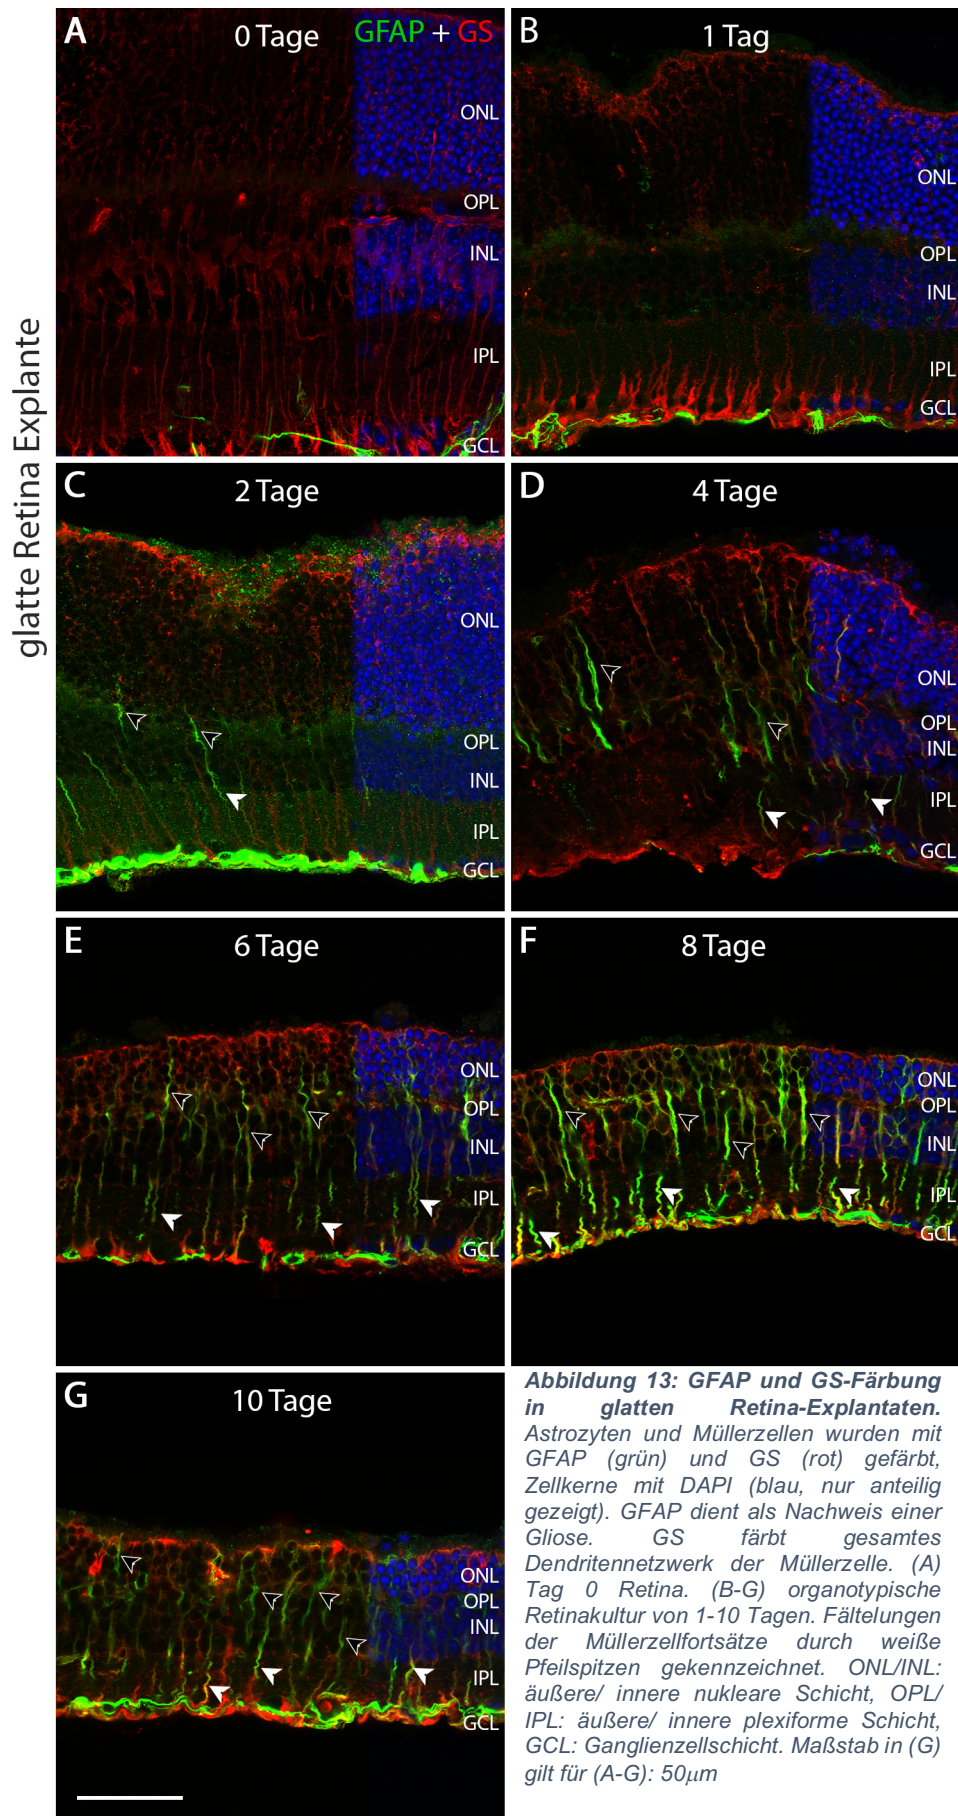 glatte Retina Explante
A
0 Tage
GFAP + GS
ONL
OPL
INL
IPL
GCL
B
1 Tag
ONL
OPL
INL
IPL
GCL
C
2 Tage
ONL
OPL
INL
IPL
GCL
D
4 Tage
ONL
OPL
INL
IPL
GCL
E
6 Tage
ONL
OPL
INL
IPL
GCL
F
8 Tage
ONL
OPL
INL
IPL
GCL
G
10 Tage
ONL
OPL
INL
IPL
GCL
Abbildung 13: GFAP und GS-Färbung
in glatten Retina-Explantaten.
Astrozyten und Müllerzellen wurden mit
GFAP (grün) und GS (rot) gefärbt,
Zellkerne mit DAPI (blau, nur anteilig
gezeigt). GFAP dient als Nachweis einer
Gliose. GS färbt gesamtes
Dendritennetzwerk der Müllerzelle. (A)
Tag 0 Retina. (B-G) organotypische
Retinakultur von 1-10 Tagen. Fältelungen
der Müllerzellfortsätze durch weiße
Pfeilspitzen gekennzeichnet. ONL/INL:
äußere/ innere nukleare Schicht, OPL/
IPL: äußere/ innere plexiforme Schicht,
GCL: Ganglienzellschicht. Maßstab in (G)
gilt für (A-G): 50µm